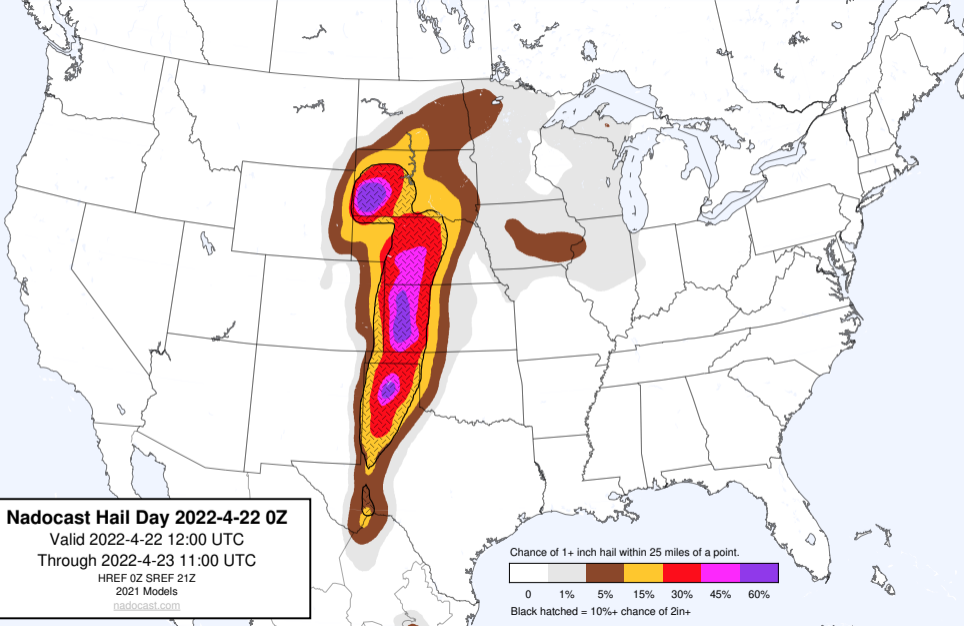 Nadocast Hail Day 2022-4-22 0Z
Valid 2022-4-22 12:00 UTC
Through 2022-4-23 11:00 UTC
HREF 0Z SREF 21Z
2021 Models
nadocast.com
Chance of 1+ inch hail within 25 miles of a point.
0 1% 5% 15% 30% 45% 60%
Black hatched = 10%+ chance of 2in+